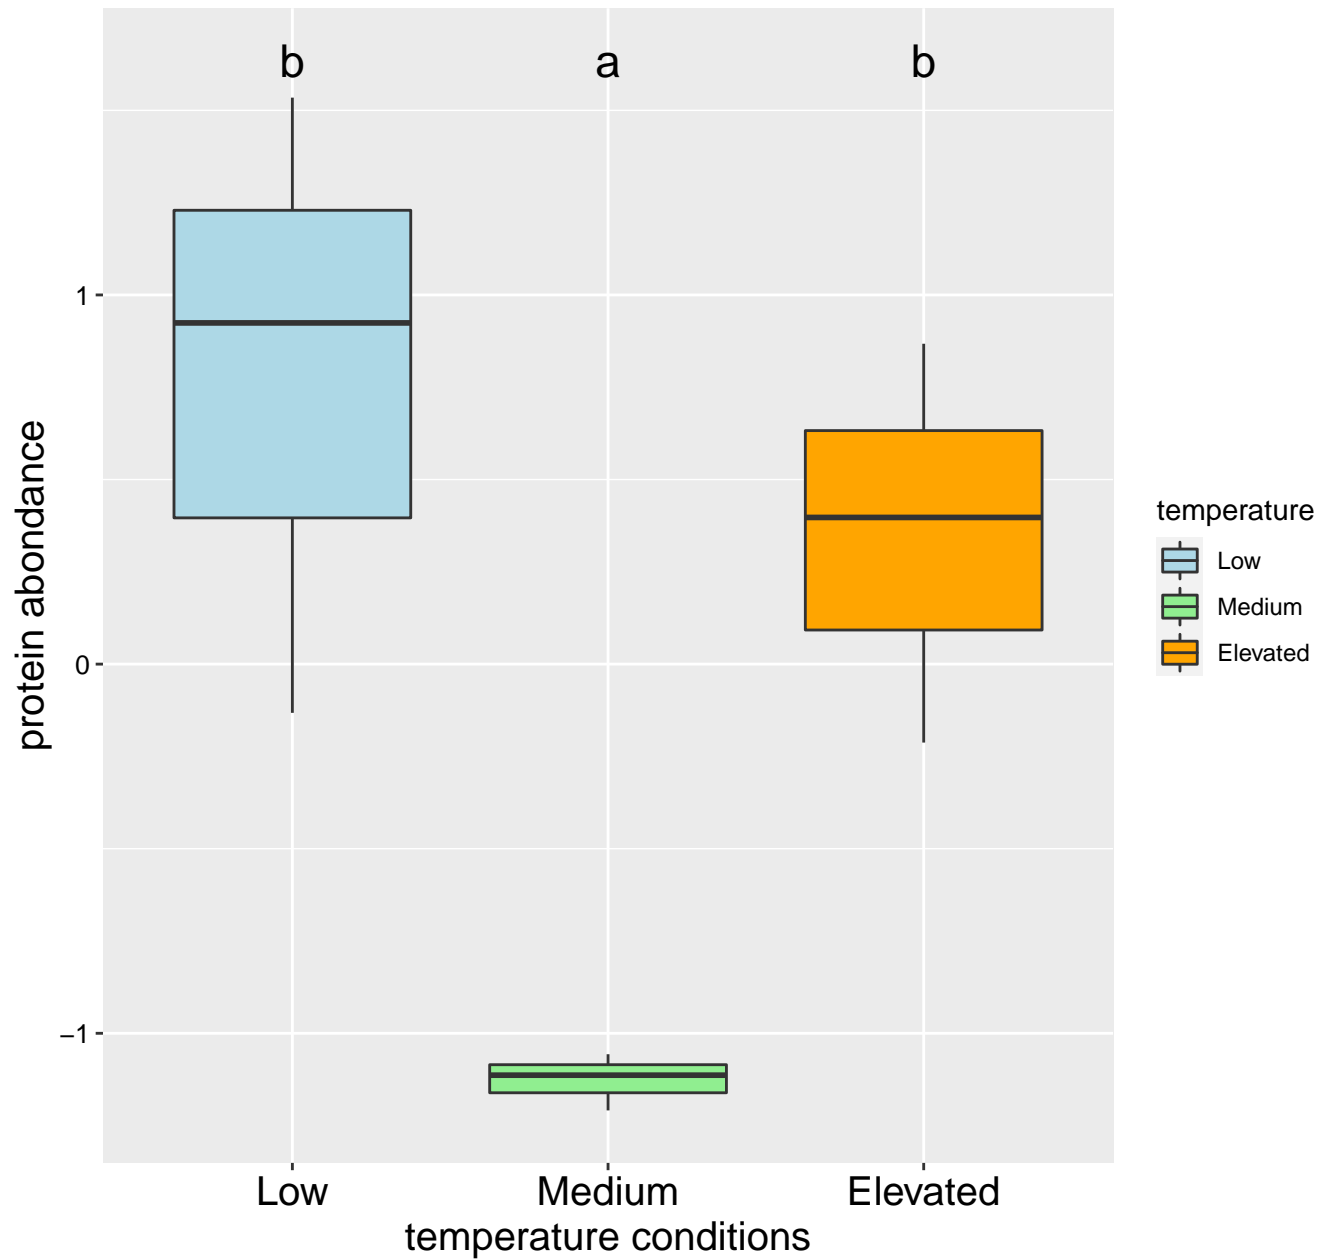 b a b
1
0
−1
protein abondance
Low Medium Elevated
temperature conditions
temperature
Low
Medium
Elevated